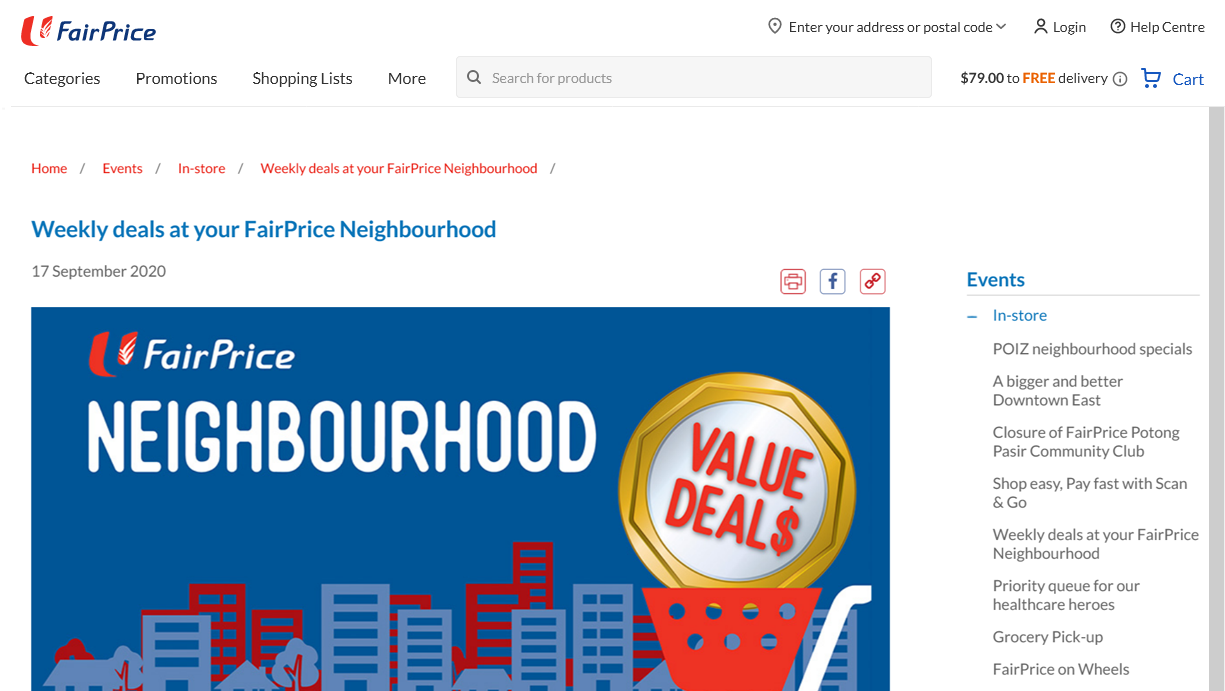 FairPrice
Enter your address or postal code
Login
Help Centre
Categories
Promotions
Shopping Lists
More
Search for products
$79.00 to FREE delivery
Cart
Home / Events / In-store / Weekly deals at your FairPrice Neighbourhood /
Weekly deals at your FairPrice Neighbourhood
17 September 2020
FairPrice
NEIGHBOURHOOD
VALUE
DEAL$
Events
In-store
POIZ neighbourhood specials
A bigger and better
Downtown East
Closure of FairPrice Potong
Pasir Community Club
Shop easy, Pay fast with Scan
& Go
Weekly deals at your FairPrice
Neighbourhood
Priority queue for our
healthcare heroes
Grocery Pick-up
FairPrice on Wheels